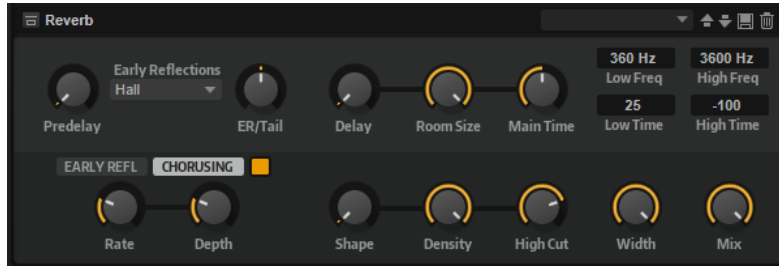 Reverb
Early Reflections
Hall
Predelay
ER/Tail
Delay
Room Size
Main Time
360 Hz
Low Freq
3600 Hz
High Freq
25
Low Time
-100
High Time
EARLY REFL
CHORUSING
Rate
Depth
Shape
Density
High Cut
Width
Mix